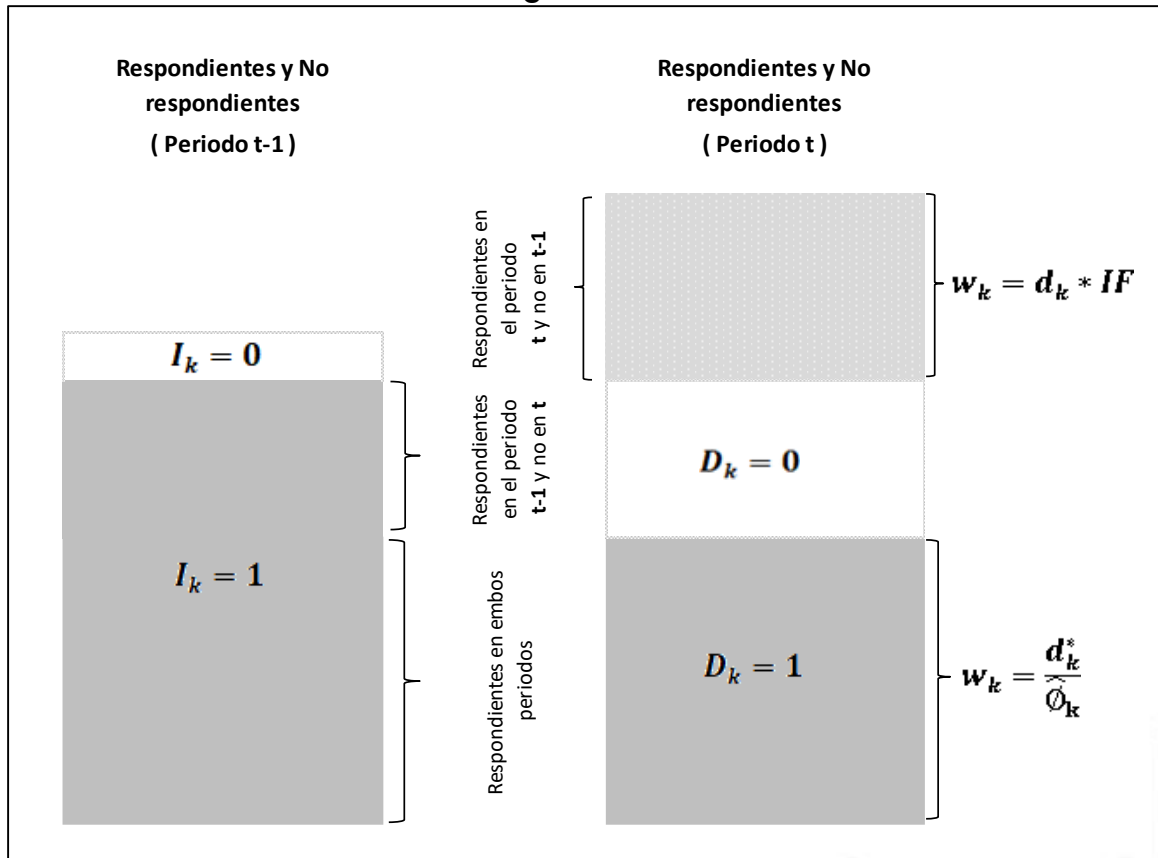 Respondientes y No
respondientes
( Periodo t-1 )
Respondientes y No
respondientes
( Periodo t )
Respondientes en
el periodo
t y no en t-1
w_k = d_k * IF
I_k = 0
Respondientes
en el periodo
t-1 y no en t
D_k = 0
I_k = 1
Respondientes en embos
periodos
D_k = 1
w_k = d_k^* / \widehat{Ø}_k